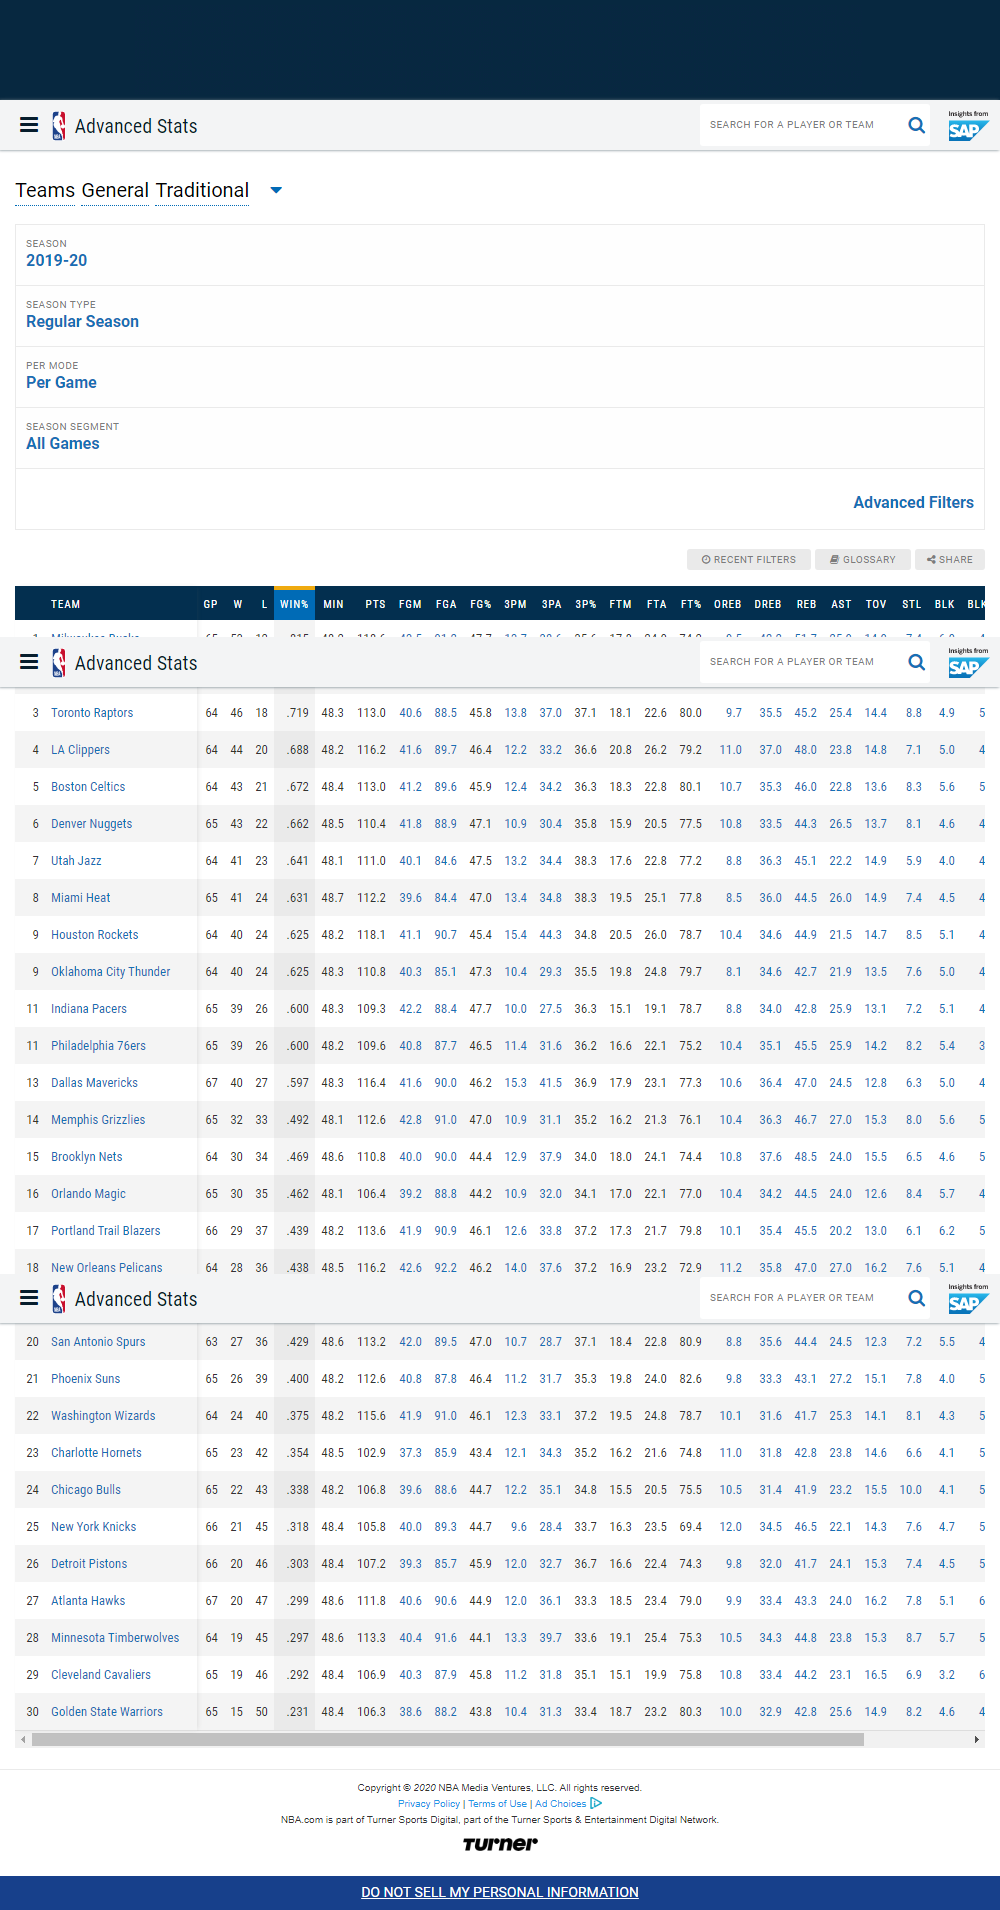 Advanced Stats SEARCH FOR A PLAYER OR TEAM Insights from SAP
Teams General Traditional
SEASON
2019-20
SEASON TYPE
Regular Season
PER MODE
Per Game
SEASON SEGMENT
All Games
Advanced Filters
RECENT FILTERS GLOSSARY SHARE
TEAM GP W L WIN% MIN PTS FGM FGA FG% 3PM 3PA 3P% FTM FTA FT% OREB DREB REB AST TOV STL BLK BLK
Advanced Stats SEARCH FOR A PLAYER OR TEAM Insights from SAP
3 Toronto Raptors 64 46 18 .719 48.3 113.0 40.6 88.5 45.8 13.8 37.0 37.1 18.1 22.6 80.0 9.7 35.5 45.2 25.4 14.4 8.8 4.9 5
4 LA Clippers 64 44 20 .688 48.2 116.2 41.6 89.7 46.4 12.2 33.2 36.6 20.8 26.2 79.2 11.0 37.0 48.0 23.8 14.8 7.1 5.0 4
5 Boston Celtics 64 43 21 .672 48.4 113.0 41.2 89.6 45.9 12.4 34.2 36.3 18.3 22.8 80.1 10.7 35.3 46.0 22.8 13.6 8.3 5.6 5
6 Denver Nuggets 65 43 22 .662 48.5 110.4 41.8 88.9 47.1 10.9 30.4 35.8 15.9 20.5 77.5 10.8 33.5 44.3 26.5 13.7 8.1 4.6 4
7 Utah Jazz 64 41 23 .641 48.1 111.0 40.1 84.6 47.5 13.2 34.4 38.3 17.6 22.8 77.2 8.8 36.3 45.1 22.2 14.9 5.9 4.0 4
8 Miami Heat 65 41 24 .631 48.7 112.2 39.6 84.4 47.0 13.4 34.8 38.3 19.5 25.1 77.8 8.5 36.0 44.5 26.0 14.9 7.4 4.5 4
9 Houston Rockets 64 40 24 .625 48.2 118.1 41.1 90.7 45.4 15.4 44.3 34.8 20.5 26.0 78.7 10.4 34.6 44.9 21.5 14.7 8.5 5.1 4
9 Oklahoma City Thunder 64 40 24 .625 48.3 110.8 40.3 85.1 47.3 10.4 29.3 35.5 19.8 24.8 79.7 8.1 34.6 42.7 21.9 13.5 7.6 5.0 4
11 Indiana Pacers 65 39 26 .600 48.3 109.3 42.2 88.4 47.7 10.0 27.5 36.3 15.1 19.1 78.7 8.8 34.0 42.8 25.9 13.1 7.2 5.1 4
11 Philadelphia 76ers 65 39 26 .600 48.2 109.6 40.8 87.7 46.5 11.4 31.6 36.2 16.6 22.1 75.2 10.4 35.1 45.5 25.9 14.2 8.2 5.4 3
13 Dallas Mavericks 67 40 27 .597 48.3 116.4 41.6 90.0 46.2 15.3 41.5 36.9 17.9 23.1 77.3 10.6 36.4 47.0 24.5 12.8 6.3 5.0 4
14 Memphis Grizzlies 65 32 33 .492 48.1 112.6 42.8 91.0 47.0 10.9 31.1 35.2 16.2 21.3 76.1 10.4 36.3 46.7 27.0 15.3 8.0 5.6 5
15 Brooklyn Nets 64 30 34 .469 48.6 110.8 40.0 90.0 44.4 12.9 37.9 34.0 18.0 24.1 74.4 10.8 37.6 48.5 24.0 15.5 6.5 4.6 5
16 Orlando Magic 65 30 35 .462 48.1 106.4 39.2 88.8 44.2 10.9 32.0 34.1 17.0 22.1 77.0 10.4 34.2 44.5 24.0 12.6 8.4 5.7 4
17 Portland Trail Blazers 66 29 37 .439 48.2 113.6 41.9 90.9 46.1 12.6 33.8 37.2 17.3 21.7 79.8 10.1 35.4 45.5 20.2 13.0 6.1 6.2 5
18 New Orleans Pelicans 64 28 36 .438 48.5 116.2 42.6 92.2 46.2 14.0 37.6 37.2 16.9 23.2 72.9 11.2 35.8 47.0 27.0 16.2 7.6 5.1 4
Advanced Stats SEARCH FOR A PLAYER OR TEAM Insights from SAP
20 San Antonio Spurs 63 27 36 .429 48.6 113.2 42.0 89.5 47.0 10.7 28.7 37.1 18.4 22.8 80.9 8.8 35.6 44.4 24.5 12.3 7.2 5.5 4
21 Phoenix Suns 65 26 39 .400 48.2 112.6 40.8 87.8 46.4 11.2 31.7 35.3 19.8 24.0 82.6 9.8 33.3 43.1 27.2 15.1 7.8 4.0 5
22 Washington Wizards 64 24 40 .375 48.2 115.6 41.9 91.0 46.1 12.3 33.1 37.2 19.5 24.8 78.7 10.1 31.6 41.7 25.3 14.1 8.1 4.3 5
23 Charlotte Hornets 65 23 42 .354 48.5 102.9 37.3 85.9 43.4 12.1 34.3 35.2 16.2 21.6 74.8 11.0 31.8 42.8 23.8 14.6 6.6 4.1 5
24 Chicago Bulls 65 22 43 .338 48.2 106.8 39.6 88.6 44.7 12.2 35.1 34.8 15.5 20.5 75.5 10.5 31.4 41.9 23.2 15.5 10.0 4.1 5
25 New York Knicks 66 21 45 .318 48.4 105.8 40.0 89.3 44.7 9.6 28.4 33.7 16.3 23.5 69.4 12.0 34.5 46.5 22.1 14.3 7.6 4.7 5
26 Detroit Pistons 66 20 46 .303 48.4 107.2 39.3 85.7 45.9 12.0 32.7 36.7 16.6 22.4 74.3 9.8 32.0 41.7 24.1 15.3 7.4 4.5 5
27 Atlanta Hawks 67 20 47 .299 48.6 111.8 40.6 90.6 44.9 12.0 36.1 33.3 18.5 23.4 79.0 9.9 33.4 43.3 24.0 16.2 7.8 5.1 6
28 Minnesota Timberwolves 64 19 45 .297 48.6 113.3 40.4 91.6 44.1 13.3 39.7 33.6 19.1 25.4 75.3 10.5 34.3 44.8 23.8 15.3 8.7 5.7 5
29 Cleveland Cavaliers 65 19 46 .292 48.4 106.9 40.3 87.9 45.8 11.2 31.8 35.1 15.1 19.9 75.8 10.8 33.4 44.2 23.1 16.5 6.9 3.2 6
30 Golden State Warriors 65 15 50 .231 48.4 106.3 38.6 88.2 43.8 10.4 31.3 33.4 18.7 23.2 80.3 10.0 32.9 42.8 25.6 14.9 8.2 4.6 4
Copyright © 2020 NBA Media Ventures, LLC. All rights reserved.
Privacy Policy | Terms of Use | Ad Choices
NBA.com is part of Turner Sports Digital, part of the Turner Sports & Entertainment Digital Network.
Turner
DO NOT SELL MY PERSONAL INFORMATION